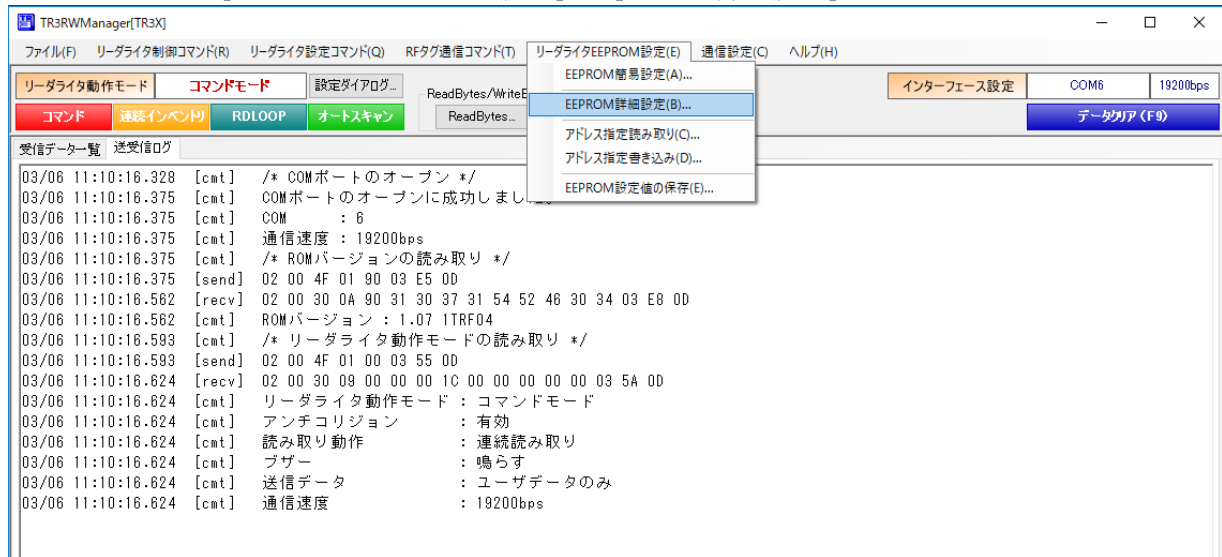 TR3RWManager[TR3X]
ファイル(F) リーダライタ制御コマンド(R) リーダライタ設定コマンド(Q) RFタグ通信コマンド(T) リーダライタEEPROM設定(E) 通信設定(C) ヘルプ(H)
EEPROM簡易設定(A)...
EEPROM詳細設定(B)...
アドレス指定読み取り(C)...
アドレス指定書き込み(D)...
EEPROM設定値の保存(E)...
リーダライタ動作モード コマンドモード 設定ダイアログ... ReadBytes/WriteB インターフェース設定 COM6 19200bps
コマンド 連続インベントリ RDLOOP オートスキャン ReadBytes... データクリア(F9)
受信データ一覧 送受信ログ
03/06 11:10:16.328 [cmt] /* COMポートのオープン */
03/06 11:10:16.375 [cmt] COMポートのオープンに成功しまし
03/06 11:10:16.375 [cmt] COM : 6
03/06 11:10:16.375 [cmt] 通信速度 : 19200bps
03/06 11:10:16.375 [cmt] /* ROMバージョンの読み取り */
03/06 11:10:16.375 [send] 02 00 4F 01 90 03 E5 0D
03/06 11:10:16.562 [recv] 02 00 30 0A 90 31 30 37 31 54 52 46 30 34 03 E8 0D
03/06 11:10:16.562 [cmt] ROMバージョン : 1.07 1TRF04
03/06 11:10:16.593 [cmt] /* リーダライタ動作モードの読み取り */
03/06 11:10:16.593 [send] 02 00 4F 01 00 03 55 0D
03/06 11:10:16.624 [recv] 02 00 30 09 00 00 00 1C 00 00 00 00 00 03 5A 0D
03/06 11:10:16.624 [cmt] リーダライタ動作モード : コマンドモード
03/06 11:10:16.624 [cmt] アンチコリジョン : 有効
03/06 11:10:16.624 [cmt] 読み取り動作 : 連続読み取り
03/06 11:10:16.624 [cmt] ブザー : 鳴らす
03/06 11:10:16.624 [cmt] 送信データ : ユーザデータのみ
03/06 11:10:16.624 [cmt] 通信速度 : 19200bps